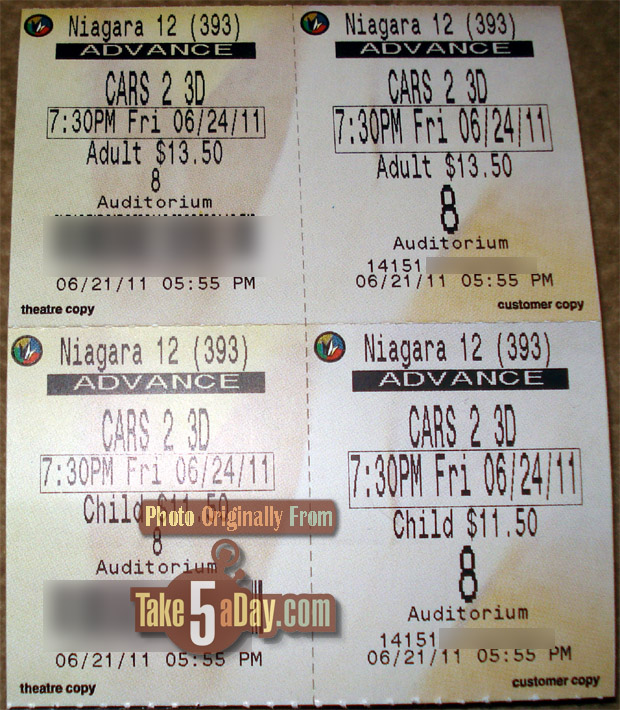 Niagara 12 (393)
ADVANCE
CARS 2 3D
7:30PM Fri 06/24/11
Adult $13.50
8
Auditorium
06/21/11 05:55 PM
theatre copy
Niagara 12 (393)
ADVANCE
CARS 2 3D
7:30PM Fri 06/24/11
Adult $13.50
8
Auditorium
14151
06/21/11 05:55 PM
customer copy
Niagara 12 (393)
ADVANCE
CARS 2 3D
7:30PM Fri 06/24/11
Child $11.50
Photo Originally From
8
Auditorium
Take5aDay.com
06/21/11 05:55 PM
theatre copy
Niagara 12 (393)
ADVANCE
CARS 2 3D
7:30PM Fri 06/24/11
Child $11.50
8
Auditorium
14151
06/21/11 05:55 PM
customer copy